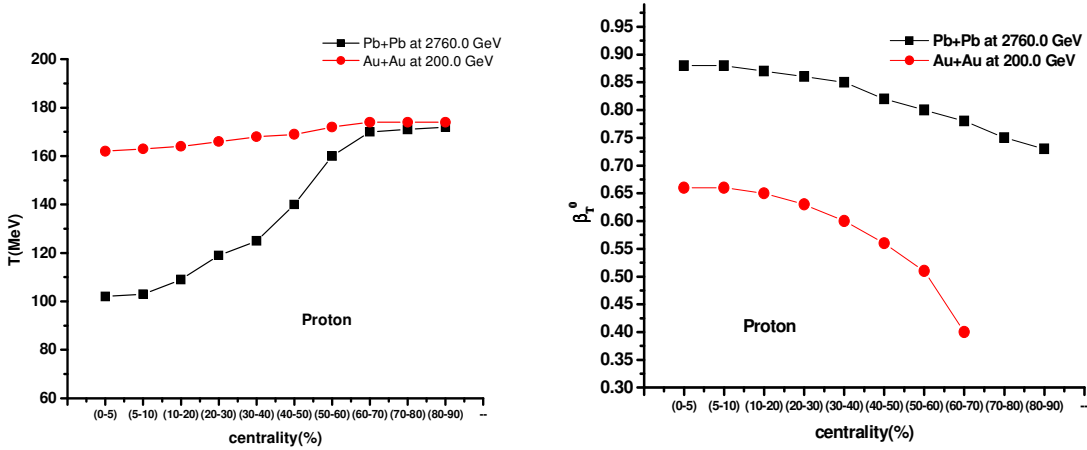 Pb+Pb at 2760.0 GeV
Au+Au at 200.0 GeV
200
180
160
140
120
100
80
60
T(MeV)
Proton
(0-5) (5-10) (10-20) (20-30) (30-40) (40-50) (50-60) (60-70) (70-80) (80-90) --
centrality(%)
Pb+Pb at 2760.0 GeV
Au+Au at 200.0 GeV
0.95
0.90
0.85
0.80
0.75
0.70
0.65
0.60
0.55
0.50
0.45
0.40
0.35
0.30
β_T^0
Proton
(0-5) (5-10) (10-20) (20-30) (30-40) (40-50) (50-60) (60-70) (70-80) (80-90) --
centrality(%)